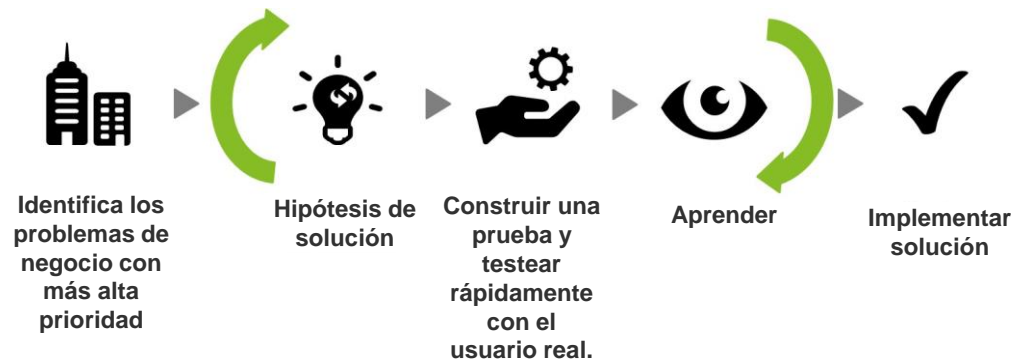 Identifica los
problemas de
negocio con
más alta
prioridad
Hipótesis de
solución
Construir una
prueba y
testear
rápidamente
con el
usuario real.
Aprender
Implementar
solución